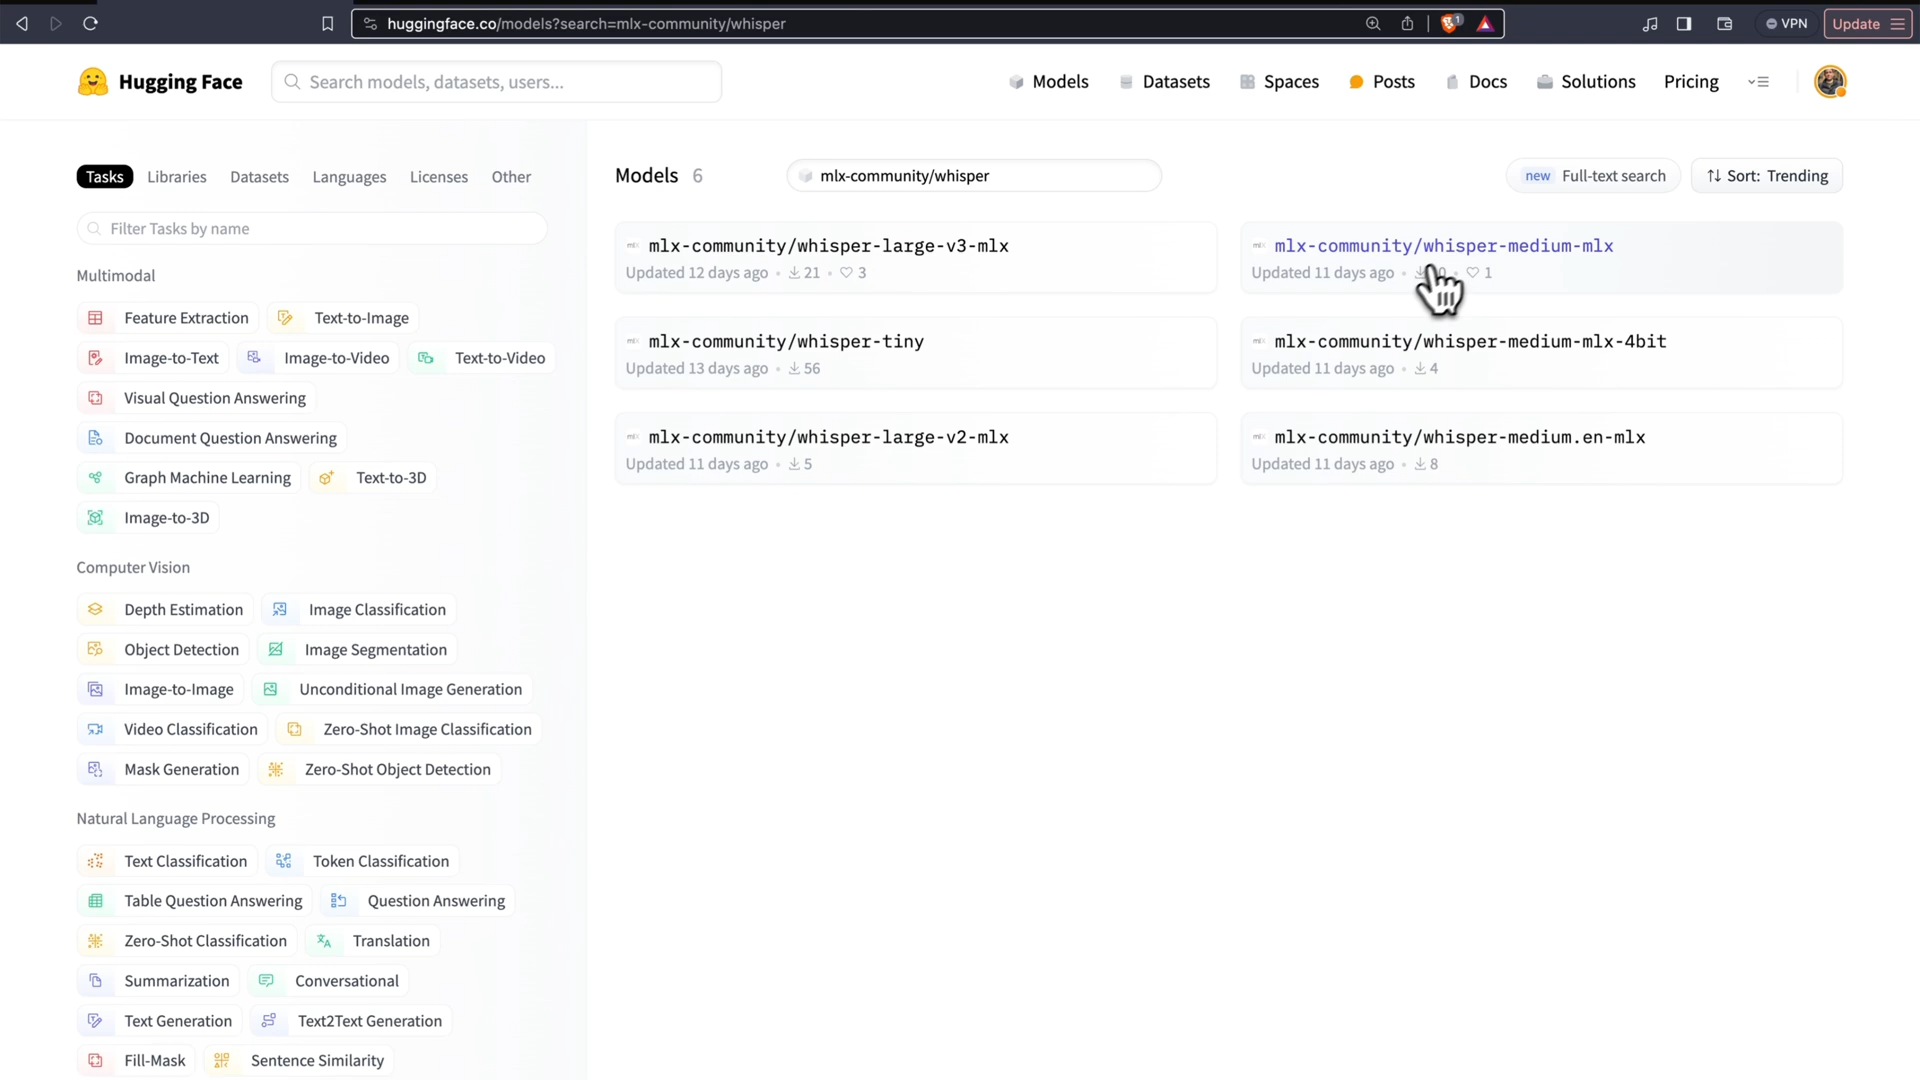 huggingface.co/models?search=mlx-community/whisper
1
VPN
Update
Hugging Face
Search models, datasets, users...
Models
Datasets
Spaces
Posts
Docs
Solutions
Pricing
Tasks
Libraries
Datasets
Languages
Licenses
Other
Filter Tasks by name
Multimodal
Feature Extraction
Text-to-Image
Image-to-Text
Image-to-Video
Text-to-Video
Visual Question Answering
Document Question Answering
Graph Machine Learning
Text-to-3D
Image-to-3D
Computer Vision
Depth Estimation
Image Classification
Object Detection
Image Segmentation
Image-to-Image
Unconditional Image Generation
Video Classification
Zero-Shot Image Classification
Mask Generation
Zero-Shot Object Detection
Natural Language Processing
Text Classification
Token Classification
Table Question Answering
Question Answering
Zero-Shot Classification
Translation
Summarization
Conversational
Text Generation
Text2Text Generation
Fill-Mask
Sentence Similarity
Models 6
mlx-community/whisper
new Full-text search
Sort: Trending
mlx-community/whisper-large-v3-mlx
Updated 12 days ago • 21 • 3
mlx-community/whisper-medium-mlx
Updated 11 days ago • • 1
mlx-community/whisper-tiny
Updated 13 days ago • 56
mlx-community/whisper-medium-mlx-4bit
Updated 11 days ago • 4
mlx-community/whisper-large-v2-mlx
Updated 11 days ago • 5
mlx-community/whisper-medium.en-mlx
Updated 11 days ago • 8